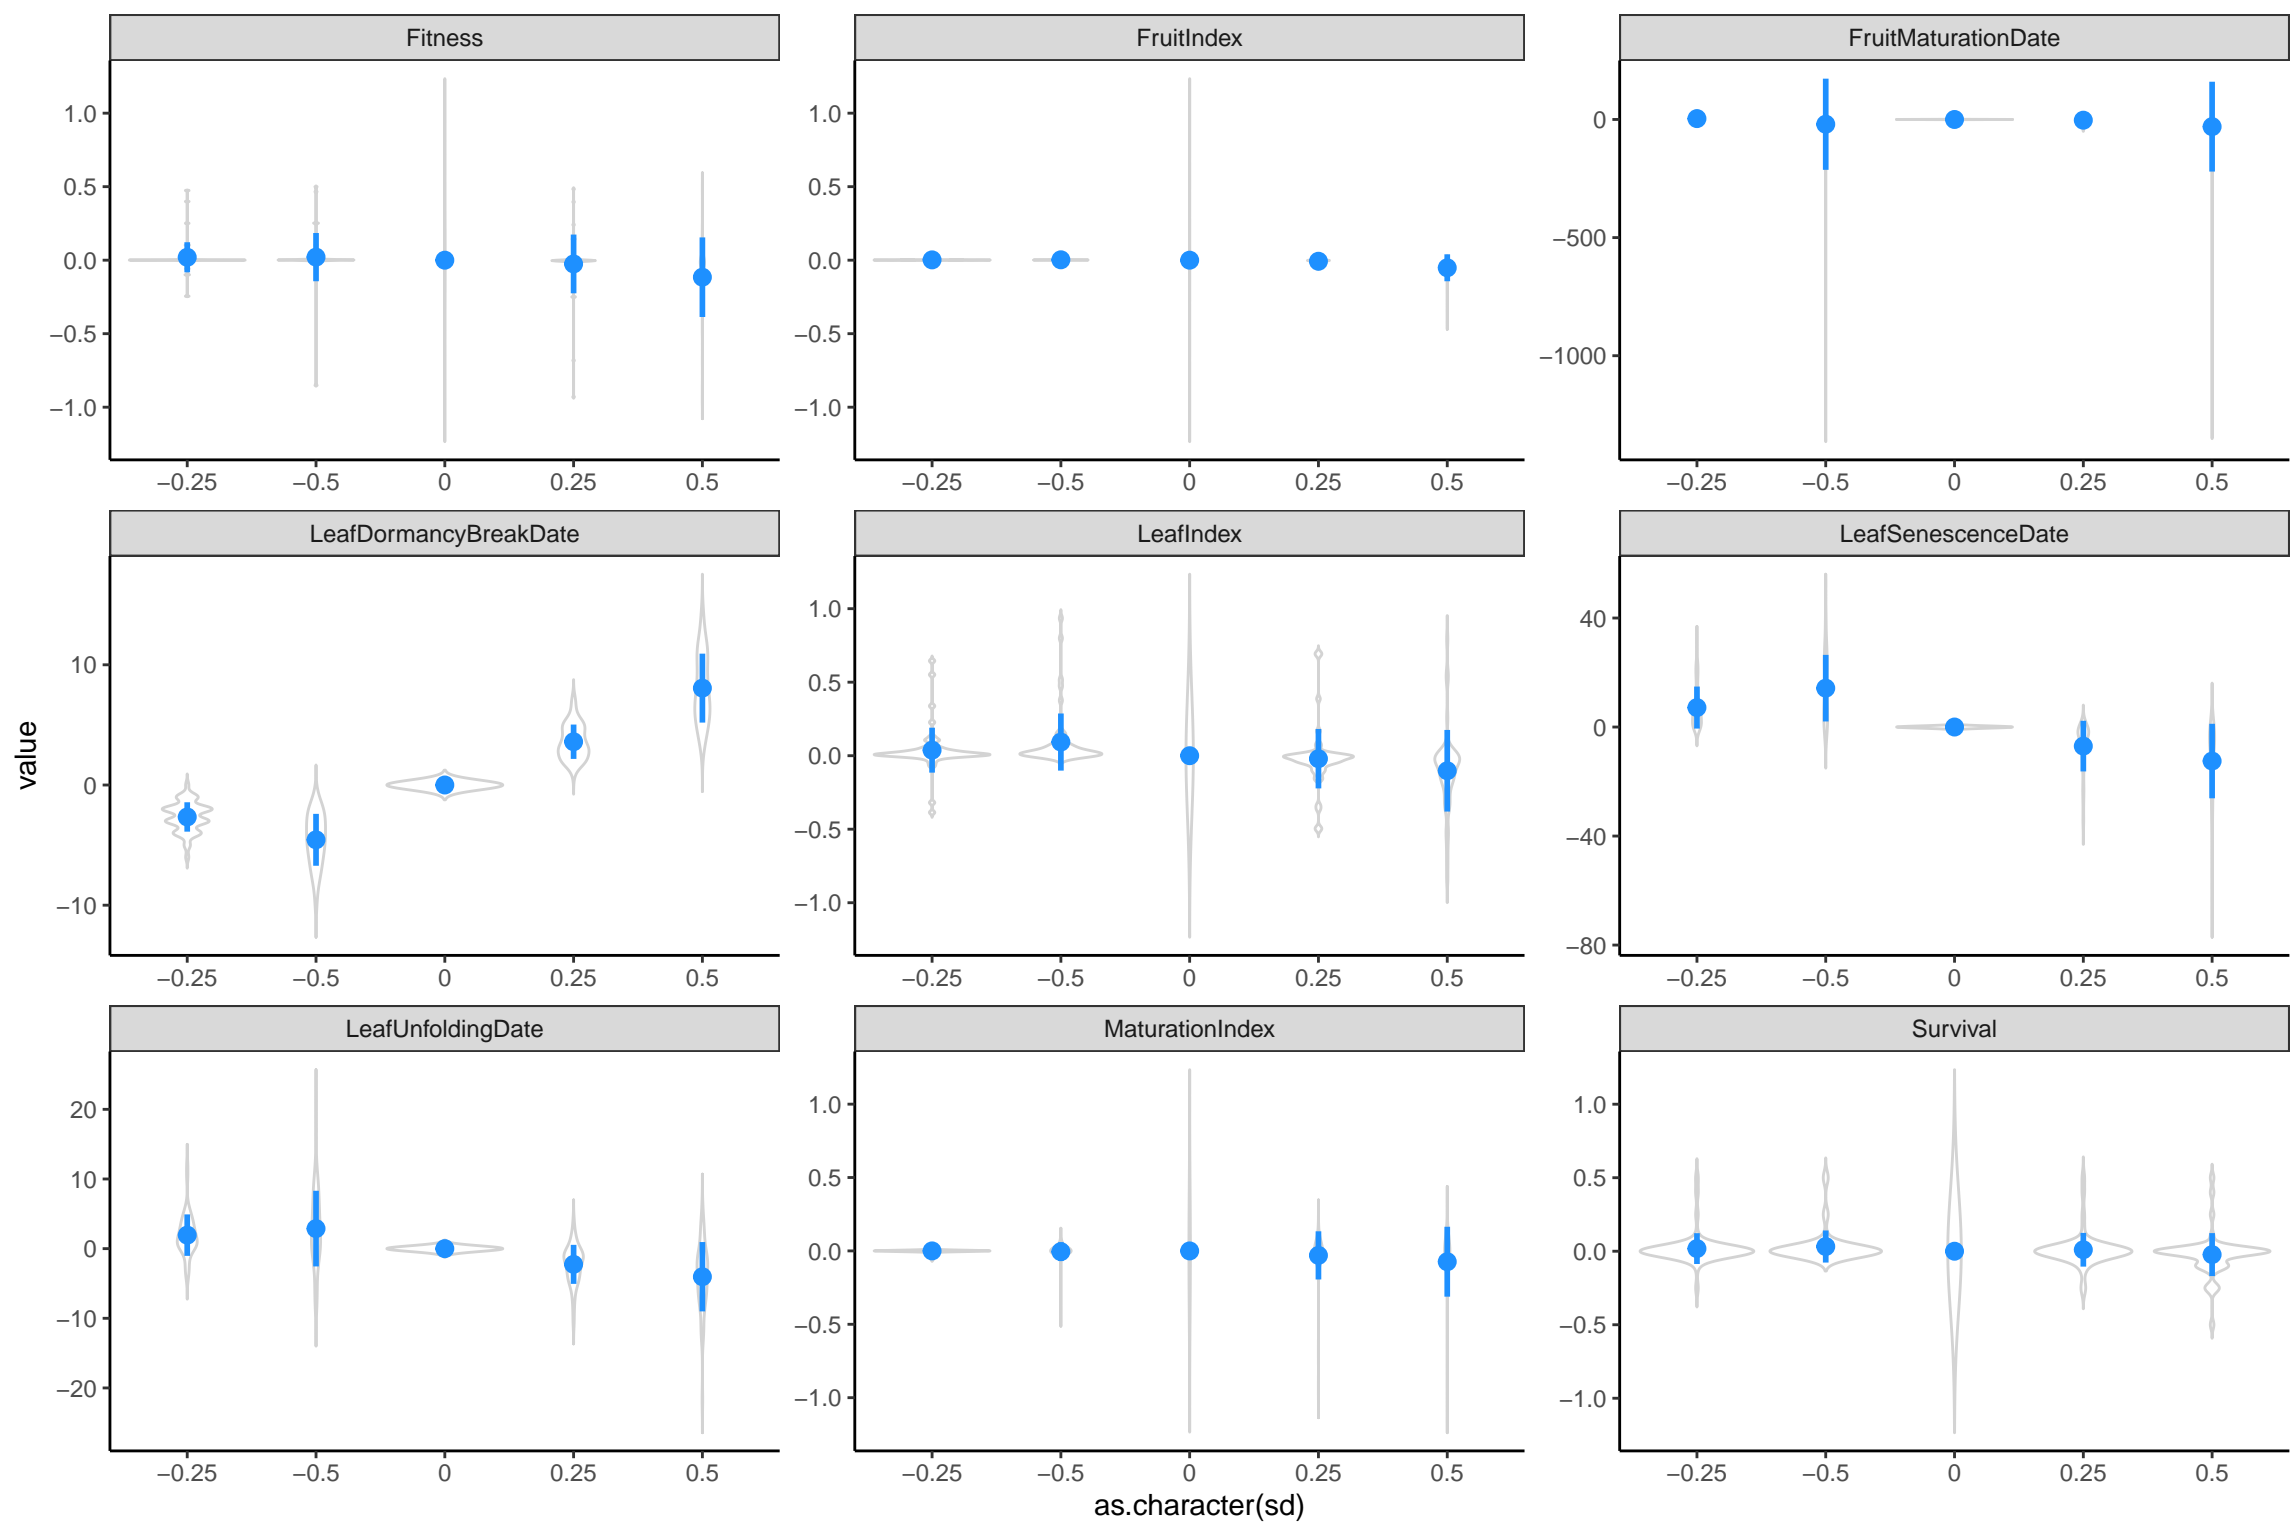 Fitness
FruitIndex
FruitMaturationDate
1.0
0.5
0.0
−0.5
−1.0
−0.25 −0.5 0 0.25 0.5
1.0
0.5
0.0
−0.5
−1.0
−0.25 −0.5 0 0.25 0.5
0
−500
−1000
−0.25 −0.5 0 0.25 0.5
LeafDormancyBreakDate
LeafIndex
LeafSenescenceDate
value
10
0
−10
−0.25 −0.5 0 0.25 0.5
1.0
0.5
0.0
−0.5
−1.0
−0.25 −0.5 0 0.25 0.5
40
0
−40
−80
−0.25 −0.5 0 0.25 0.5
LeafUnfoldingDate
MaturationIndex
Survival
20
10
0
−10
−20
−0.25 −0.5 0 0.25 0.5
1.0
0.5
0.0
−0.5
−1.0
−0.25 −0.5 0 0.25 0.5
1.0
0.5
0.0
−0.5
−1.0
−0.25 −0.5 0 0.25 0.5
as.character(sd)